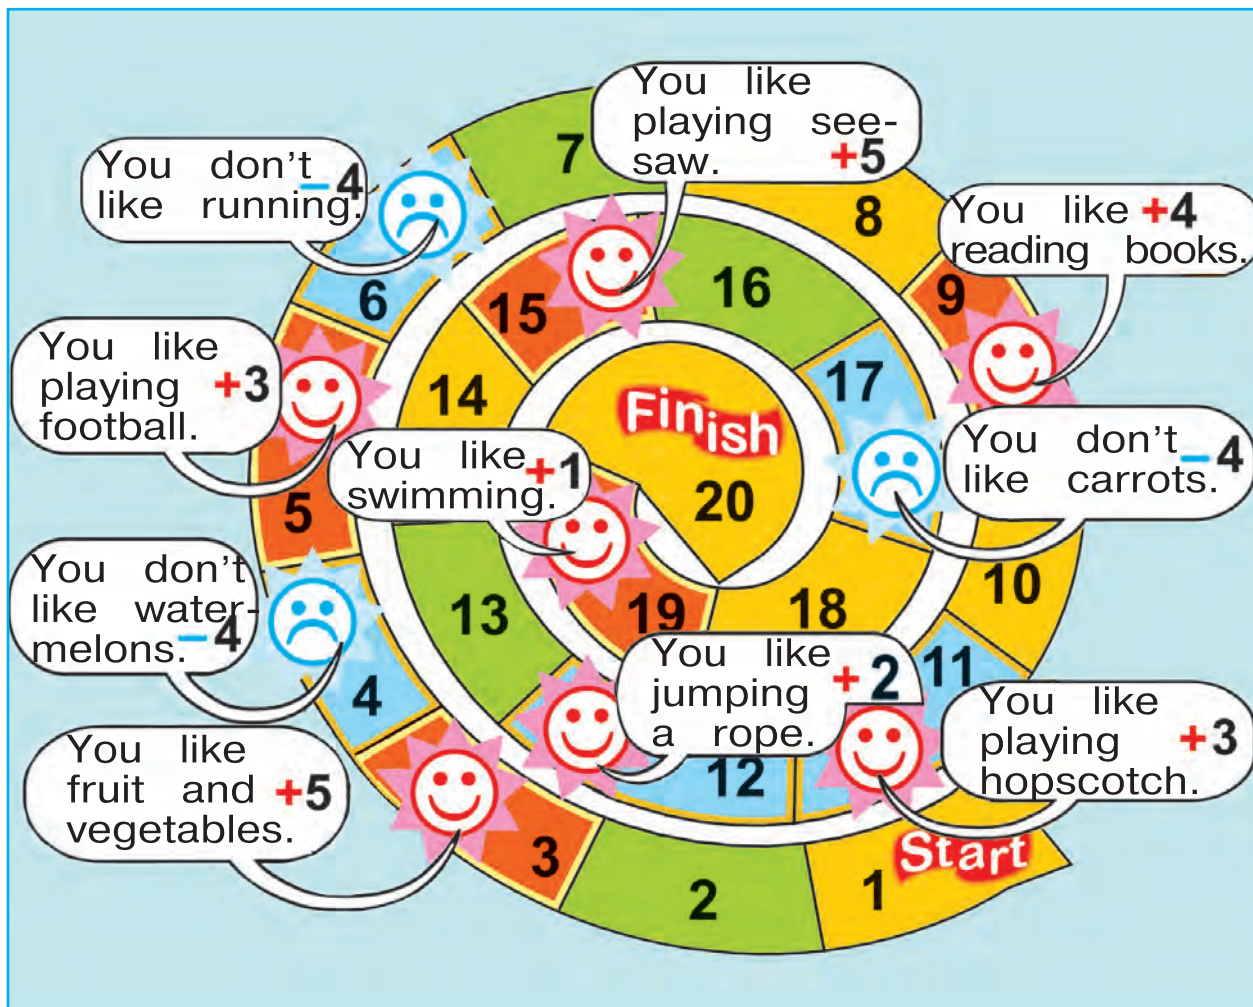 You like
playing see-
saw. +5
7
You don't
like running.
–4
8
You like +4
reading books.
9
6
15
16
17
You like
playing +3
football.
14
Finish
20
You like
swimming. +1
You don't
like carrots. –4
5
10
You don't
like water-
melons. –4
13
19
18
You like
jumping + 2
a rope.
11
4
You like
playing +3
hopscotch.
You like
fruit and +5
vegetables.
12
3
2
1
Start